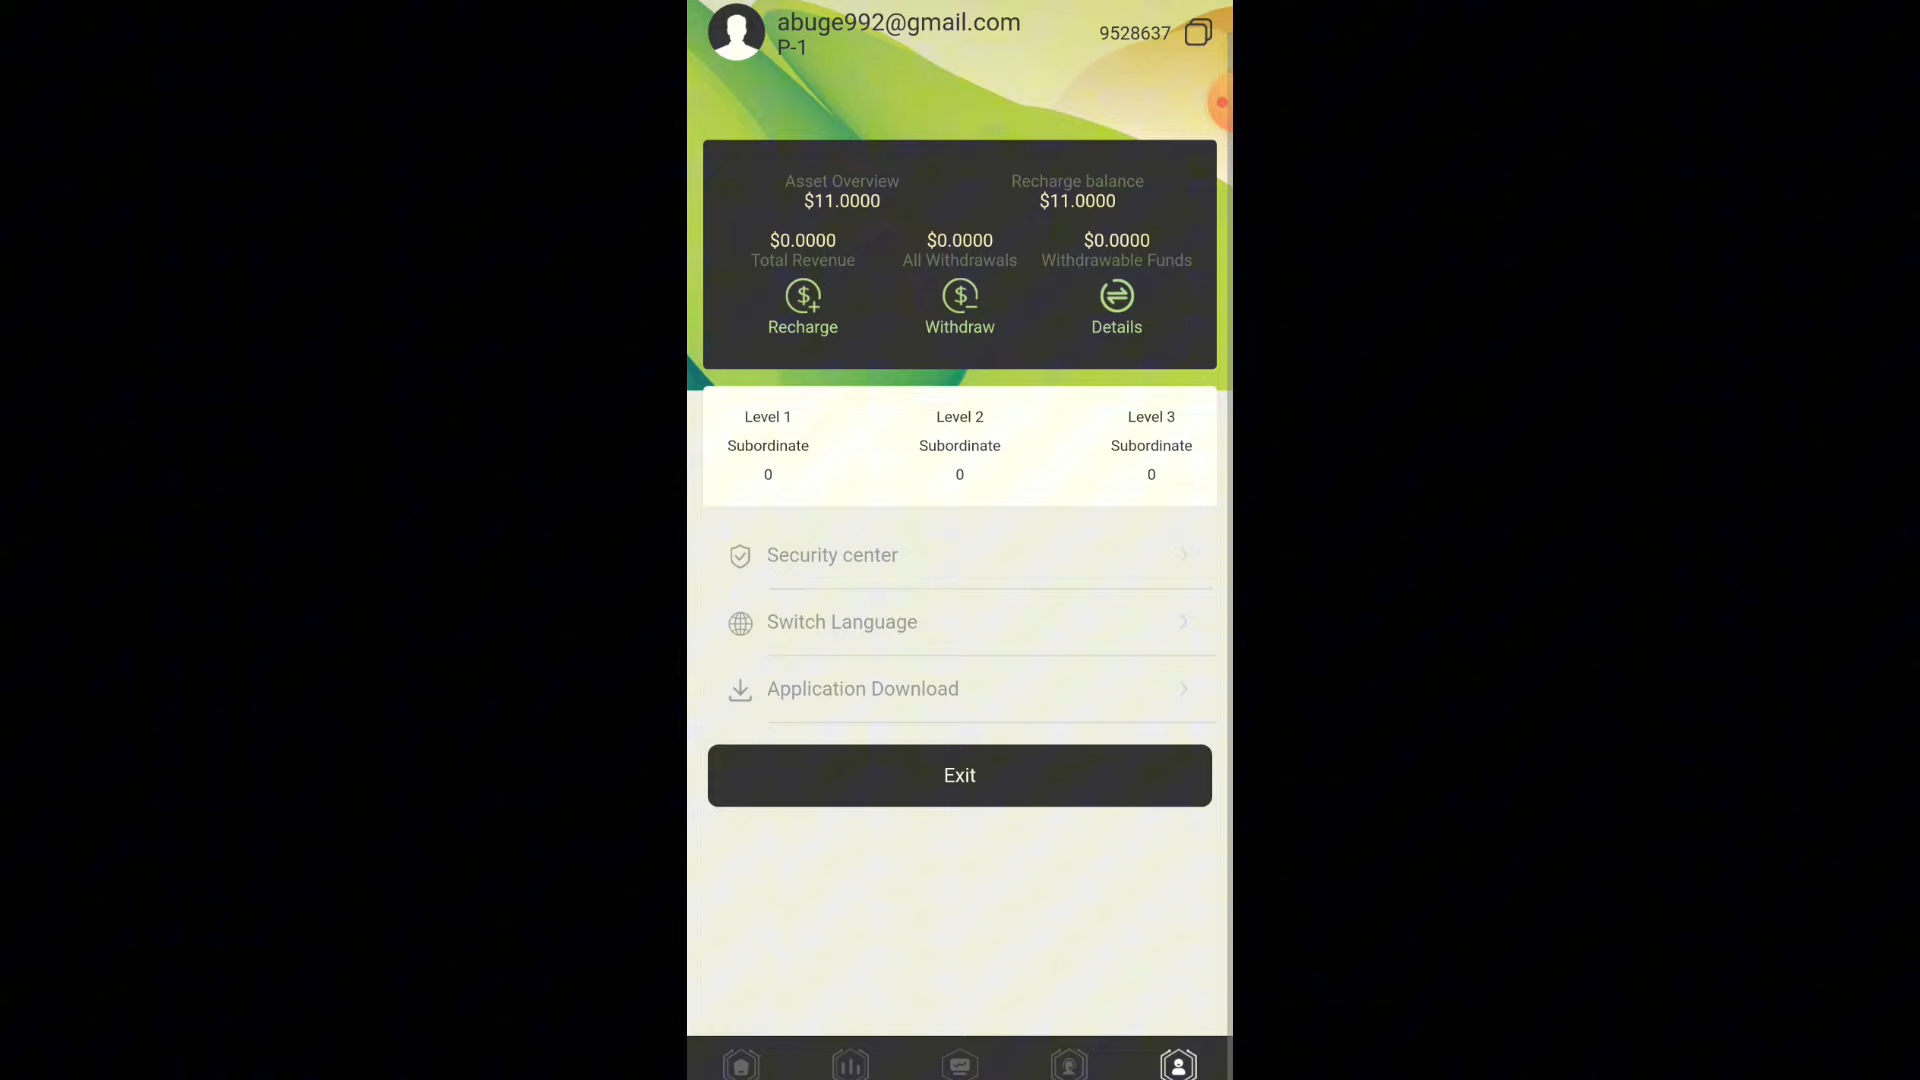 abuge992@gmail.com
P-1
9528637
Asset Overview
$11.0000
Recharge balance
$11.0000
$0.0000
Total Revenue
$0.0000
All Withdrawals
$0.0000
Withdrawable Funds
Recharge
Withdraw
Details
Level 1
Subordinate
0
Level 2
Subordinate
0
Level 3
Subordinate
0
Security center
Switch Language
Application Download
Exit